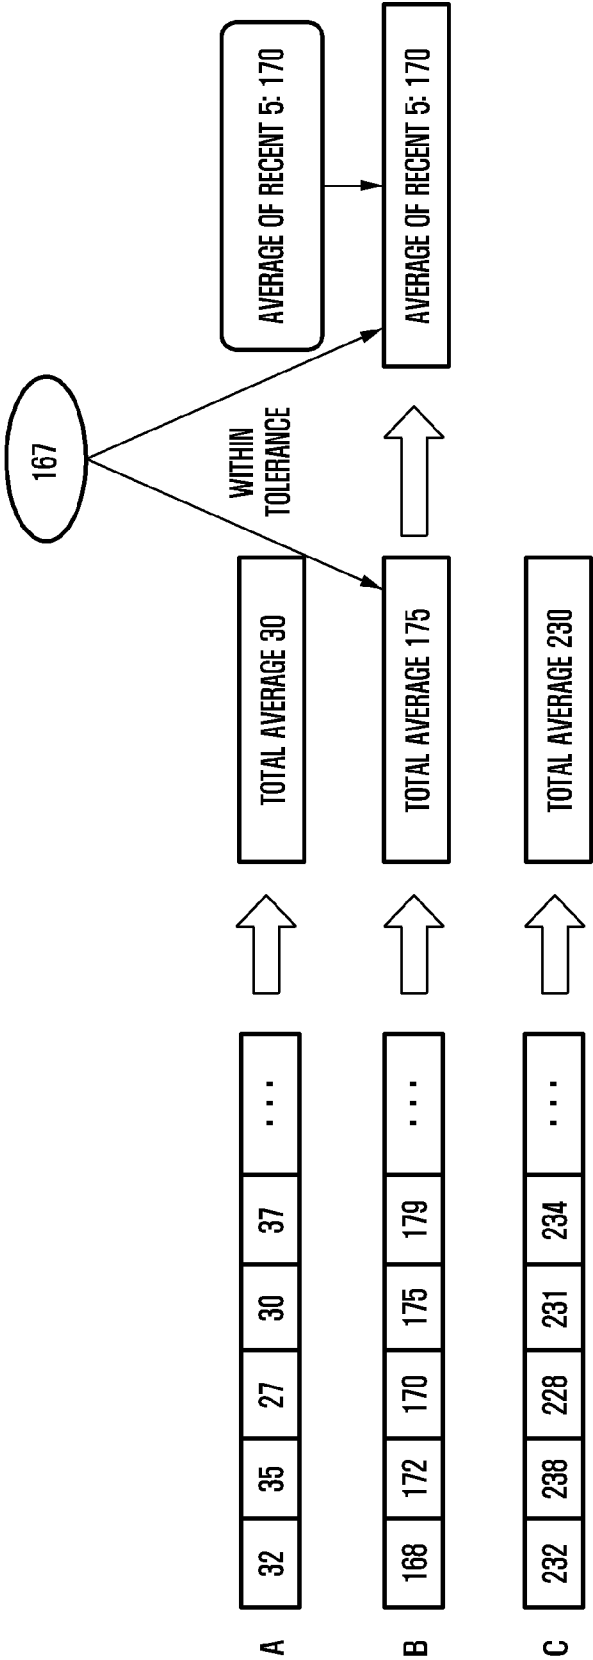 167
AVERAGE OF RECENT 5: 170
WITHIN
TOLERANCE
A 32 35 27 30 37 ... TOTAL AVERAGE 30
B 168 172 170 175 179 ... TOTAL AVERAGE 175 AVERAGE OF RECENT 5: 170
C 232 238 228 231 234 ... TOTAL AVERAGE 230